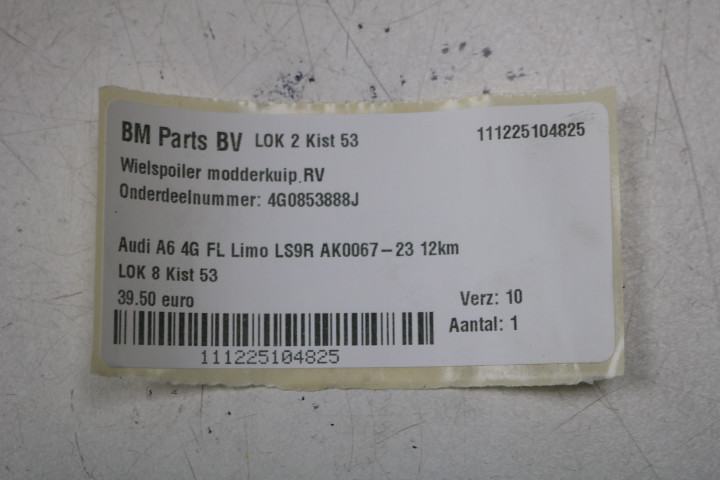 BM Parts BV LOK 2 Kist 53 111225104825
Wielspoiler modderkuip.RV
Onderdeelnummer: 4G0853888J
Audi A6 4G FL Limo LS9R AK0067-23 12km
LOK 8 Kist 53
39.50 euro Verz: 10
Aantal: 1
111225104825